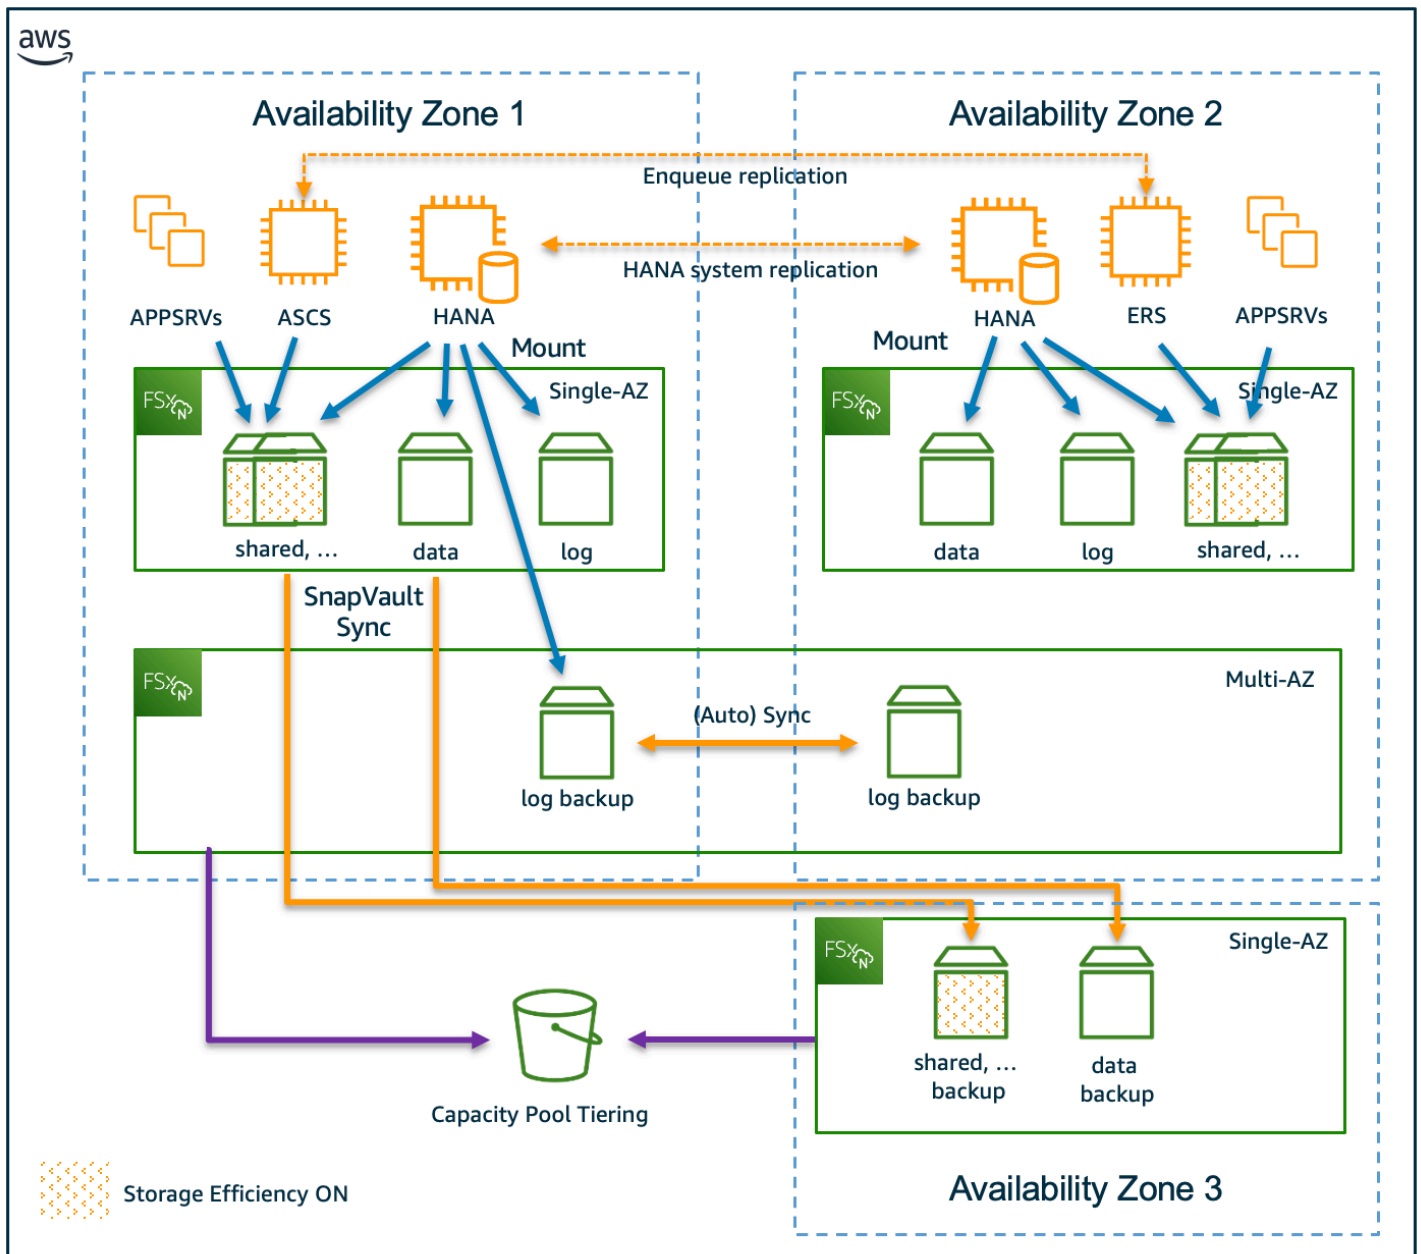 aws
Availability Zone 1
Availability Zone 2
Enqueue replication
HANA system replication
APPSRVs
ASCS
HANA
HANA
ERS
APPSRVs
Mount
Mount
FSx
N
Single-AZ
FSx
N
Single-AZ
shared, ...
data
log
data
log
shared, ...
SnapVault
Sync
FSx
N
Multi-AZ
(Auto) Sync
log backup
log backup
FSx
N
Single-AZ
shared, ...
backup
data
backup
Capacity Pool Tiering
Storage Efficiency ON
Availability Zone 3